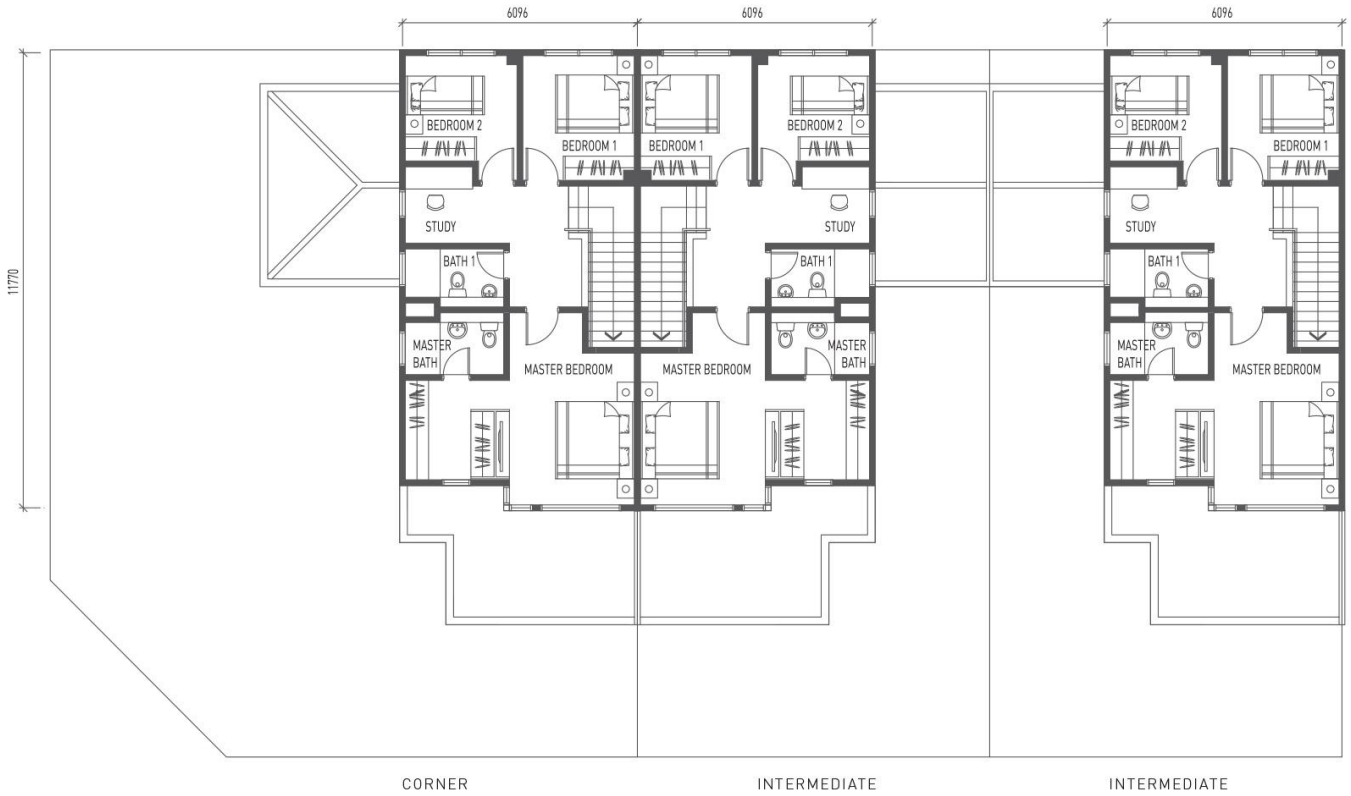 6096
6096
6096
11770
BEDROOM 2
BEDROOM 1
BEDROOM 1
BEDROOM 2
BEDROOM 2
BEDROOM 1
STUDY
STUDY
STUDY
BATH 1
BATH 1
BATH 1
MASTER
BATH
MASTER BEDROOM
MASTER BEDROOM
MASTER
BATH
MASTER
BATH
MASTER BEDROOM
CORNER
INTERMEDIATE
INTERMEDIATE